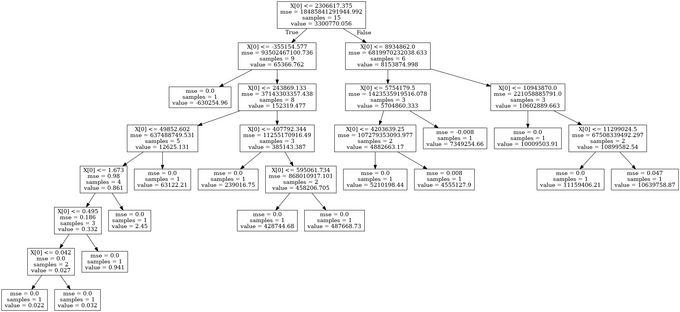 X[0] <= 2306617.375
mse = 18485841291944.992
samples = 15
value = 3300770.056
True
False
X[0] <= -355154.577
mse = 93502467100.736
samples = 9
value = 65366.762
X[0] <= 8934862.0
mse = 6819970232038.633
samples = 6
value = 8153874.998
mse = 0.0
samples = 1
value = -630254.96
X[0] <= 243869.133
mse = 37143303357.438
samples = 8
value = 152319.477
X[0] <= 5754179.5
mse = 1423535919516.078
samples = 3
value = 5704860.333
X[0] <= 10943870.0
mse = 221058885791.0
samples = 3
value = 10602889.663
X[0] <= 49852.602
mse = 637488749.531
samples = 5
value = 12625.131
X[0] <= 407792.344
mse = 11255170916.49
samples = 3
value = 385143.387
X[0] <= 4203639.25
mse = 107279353093.977
samples = 2
value = 4882663.17
mse = -0.008
samples = 1
value = 7349254.66
mse = 0.0
samples = 1
value = 10009503.91
X[0] <= 11299024.5
mse = 67508339492.297
samples = 2
value = 10899582.54
X[0] <= 1.673
mse = 0.98
samples = 4
value = 0.861
mse = 0.0
samples = 1
value = 63122.21
mse = 0.0
samples = 1
value = 239016.75
X[0] <= 595061.734
mse = 868010917.101
samples = 2
value = 458206.705
mse = 0.0
samples = 1
value = 5210198.44
mse = 0.008
samples = 1
value = 4555127.9
mse = 0.0
samples = 1
value = 11159406.21
mse = 0.047
samples = 1
value = 10639758.87
X[0] <= 0.495
mse = 0.186
samples = 3
value = 0.332
mse = 0.0
samples = 1
value = 2.45
mse = 0.0
samples = 1
value = 428744.68
mse = 0.0
samples = 1
value = 487668.73
X[0] <= 0.042
mse = 0.0
samples = 2
value = 0.027
mse = 0.0
samples = 1
value = 0.941
mse = 0.0
samples = 1
value = 0.022
mse = 0.0
samples = 1
value = 0.032